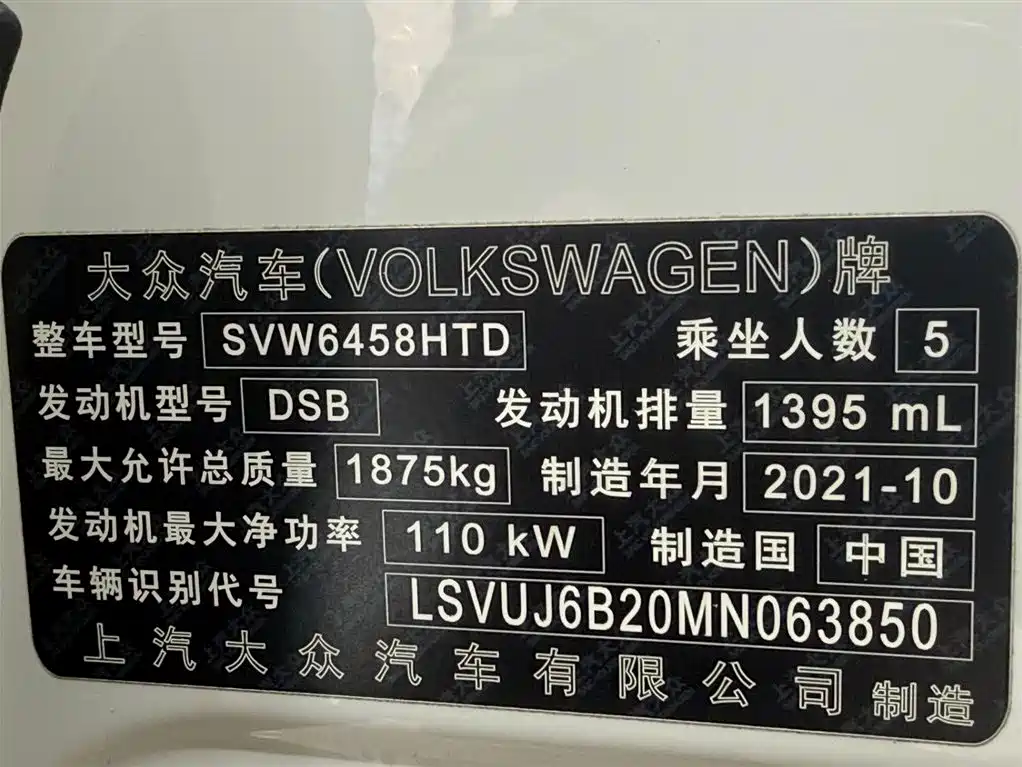 大众汽车(VOLKSWAGEN)牌
整车型号 SVW6458HTD 乘坐人数 5
发动机型号 DSB 发动机排量 1395 mL
最大允许总质量 1875kg 制造年月 2021-10
发动机最大净功率 110 kW 制造国 中国
车辆识别代号 LSVUJ6B20MN063850
上汽大众汽车有限公司 制造